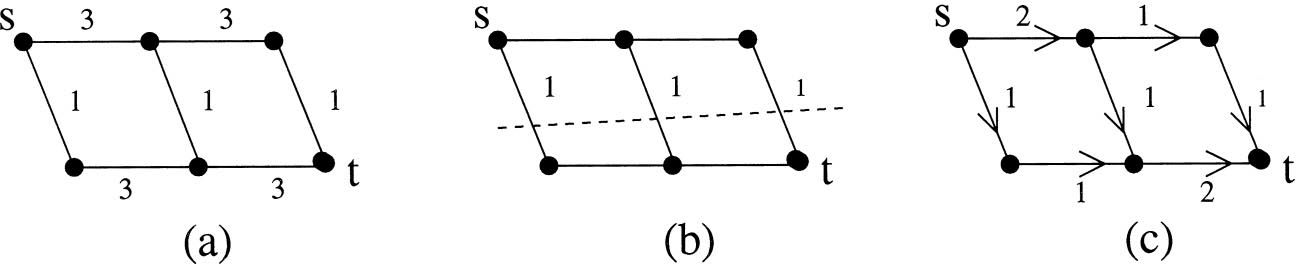 s 3 3
1 1 1
3 3 t
(a)
s
1 1 1
t
(b)
s 2 1
1 1 1
1 2 t
(c)